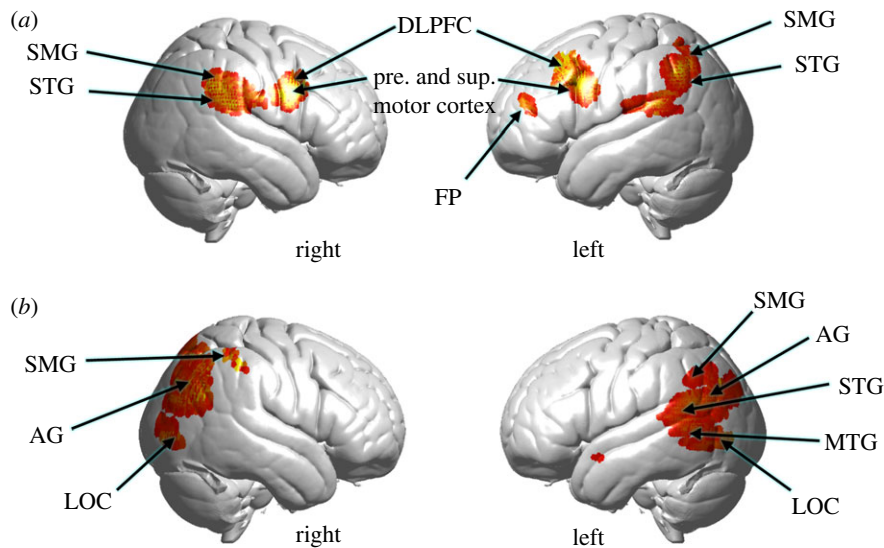 (a)
SMG
STG
DLPFC
pre. and sup.
motor cortex
SMG
STG
FP
right
left
(b)
SMG
AG
LOC
SMG
AG
STG
MTG
LOC
right
left